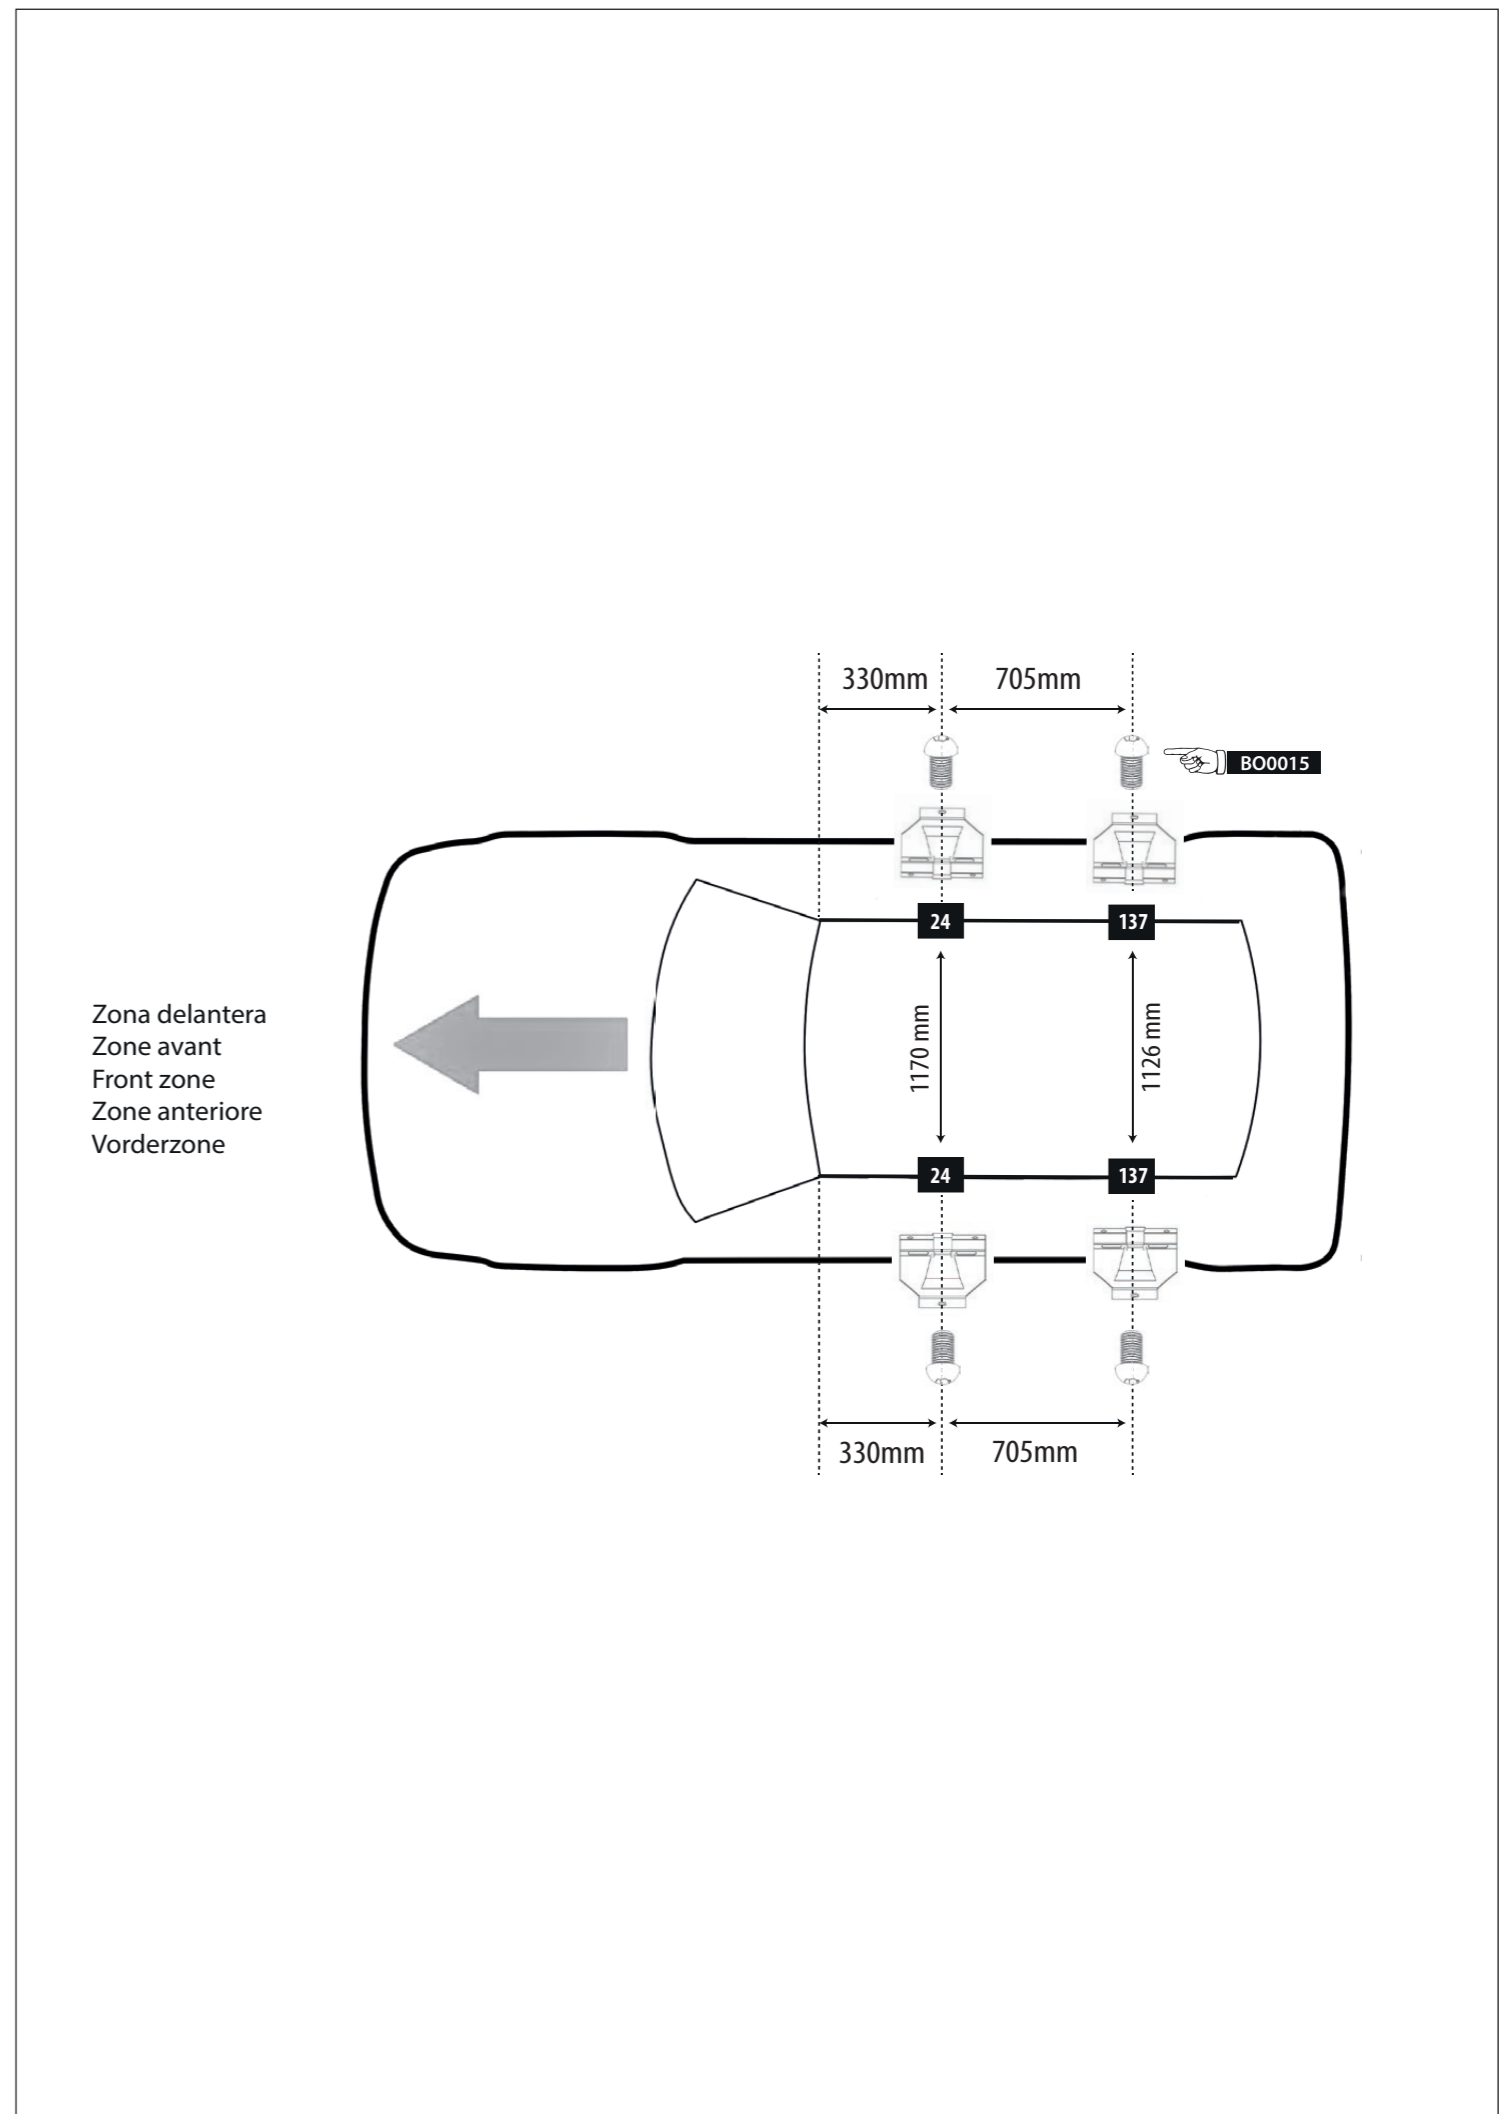 330mm 705mm
BO0015
24 137
Zona delantera
Zone avant
Front zone
Zone anteriore
Vorderzone
1170 mm
1126 mm
24 137
330mm 705mm